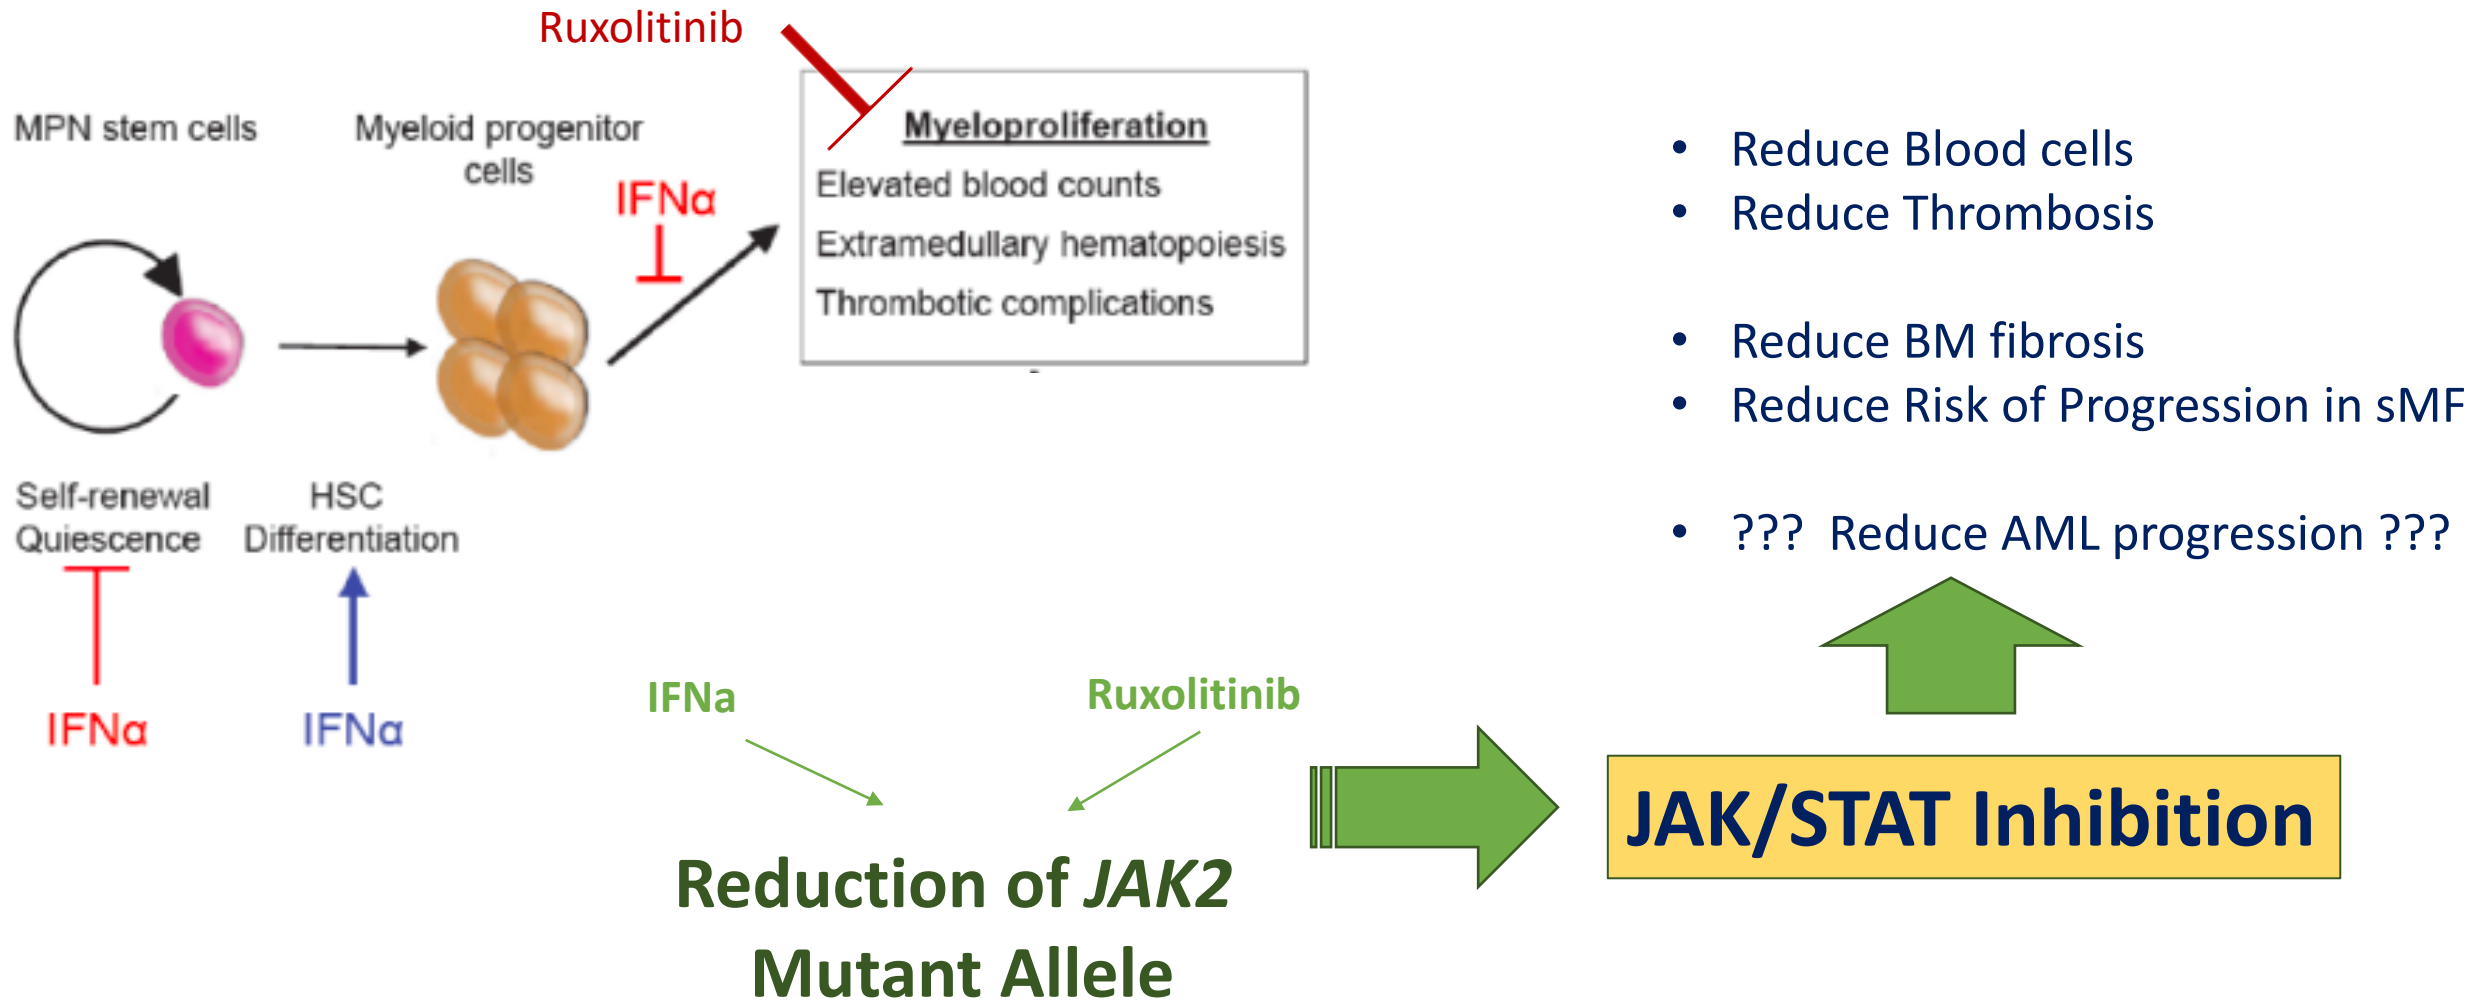 Ruxolitinib
MPN stem cells
Myeloid progenitor
cells
IFNα
Myeloproliferation
Elevated blood counts
Extramedullary hematopoiesis
Thrombotic complications
Self-renewal
Quiescence
HSC
Differentiation
IFNα
IFNα
IFNa
Ruxolitinib
Reduction of JAK2
Mutant Allele
• Reduce Blood cells
• Reduce Thrombosis
• Reduce BM fibrosis
• Reduce Risk of Progression in sMF
• ??? Reduce AML progression ???
JAK/STAT Inhibition